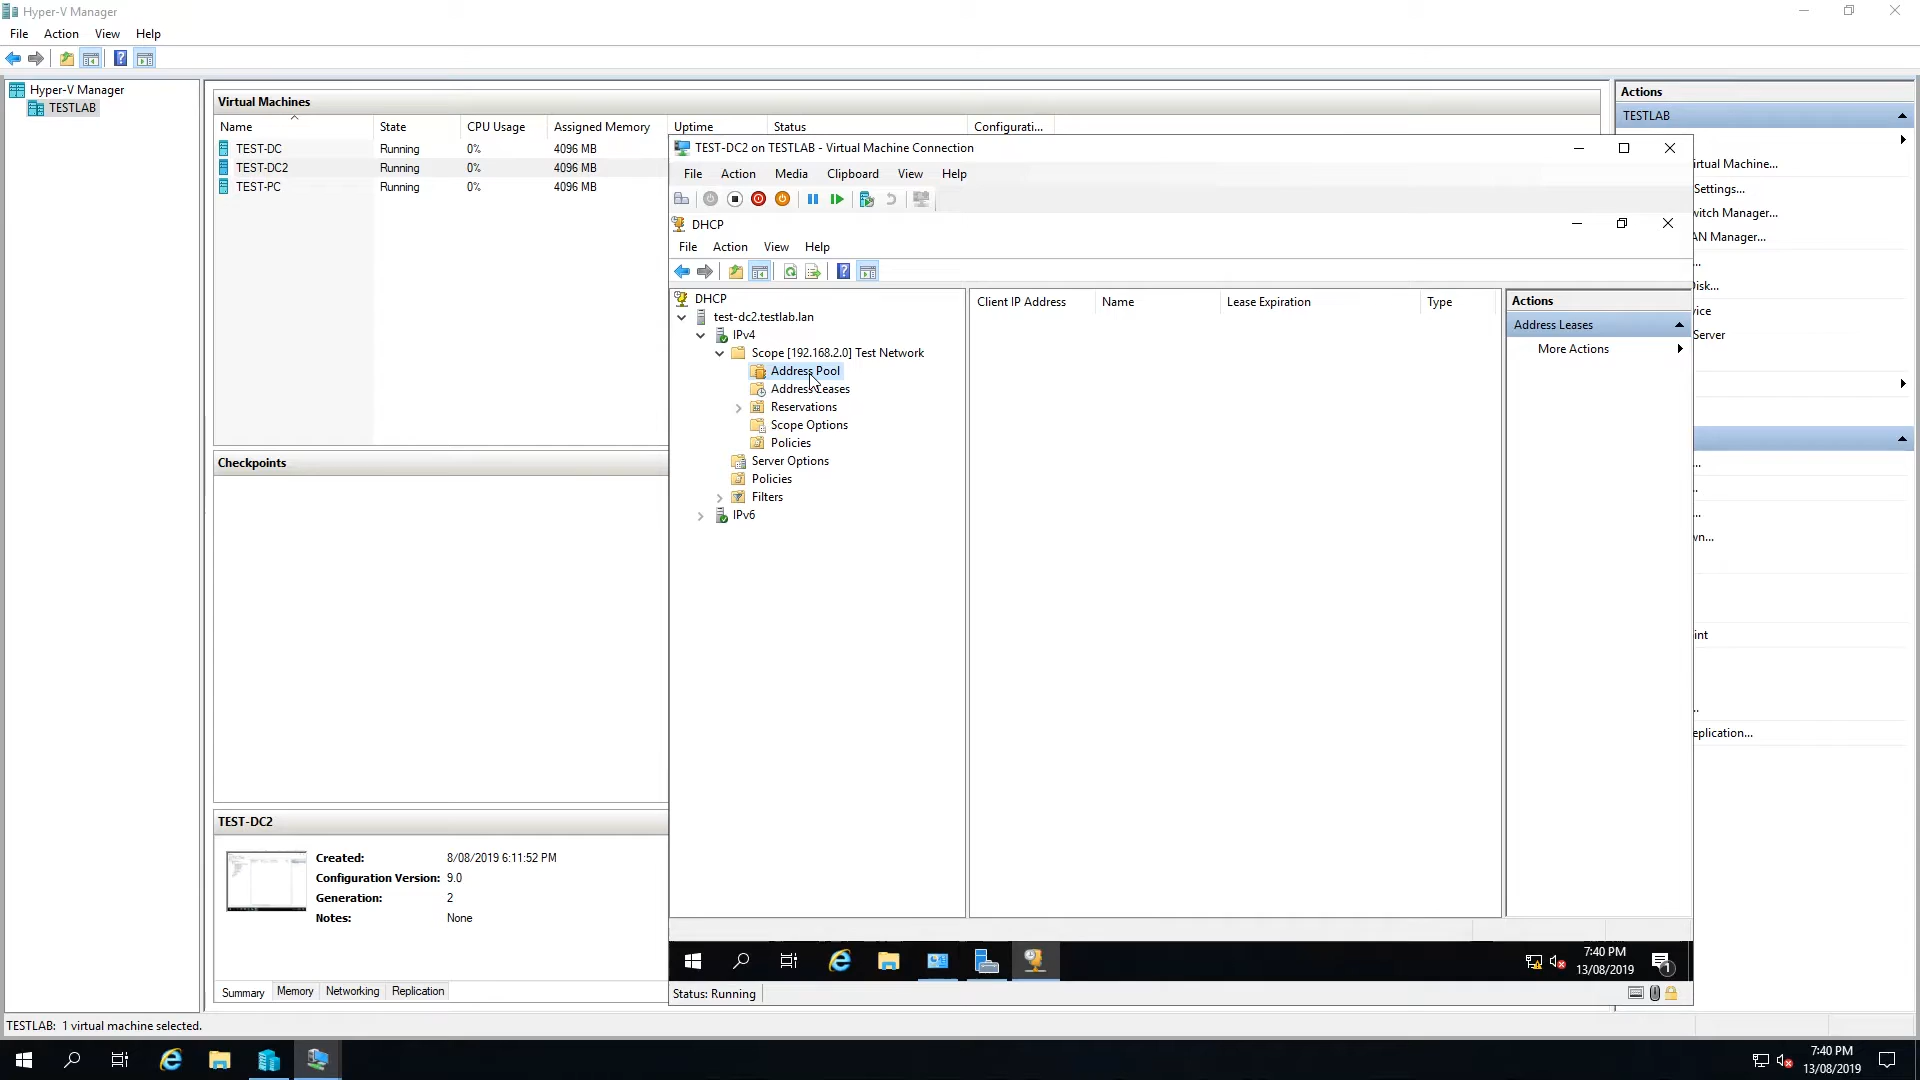 Hyper-V Manager
File Action View Help
Hyper-V Manager
TESTLAB
Virtual Machines
Name State CPU Usage Assigned Memory Uptime Status Configurati...
TEST-DC Running 0% 4096 MB
TEST-DC2 Running 0% 4096 MB
TEST-PC Running 0% 4096 MB
Checkpoints
TEST-DC2
Created: 8/08/2019 6:11:52 PM
Configuration Version: 9.0
Generation: 2
Notes: None
Summary Memory Networking Replication
TESTLAB: 1 virtual machine selected.
TEST-DC2 on TESTLAB - Virtual Machine Connection
File Action Media Clipboard View Help
DHCP
File Action View Help
DHCP
test-dc2.testlab.lan
IPv4
Scope [192.168.2.0] Test Network
Address Pool
Address Leases
Reservations
Scope Options
Policies
Server Options
Policies
Filters
IPv6
Client IP Address Name Lease Expiration Type
Actions
Address Leases
More Actions
7:40 PM
13/08/2019
1
Status: Running
Actions
TESTLAB
irtual Machine...
Settings...
witch Manager...
AN Manager...
...
Disk...
vice
Server
...
..
...
wn...
int
..
eplication...
7:40 PM
13/08/2019